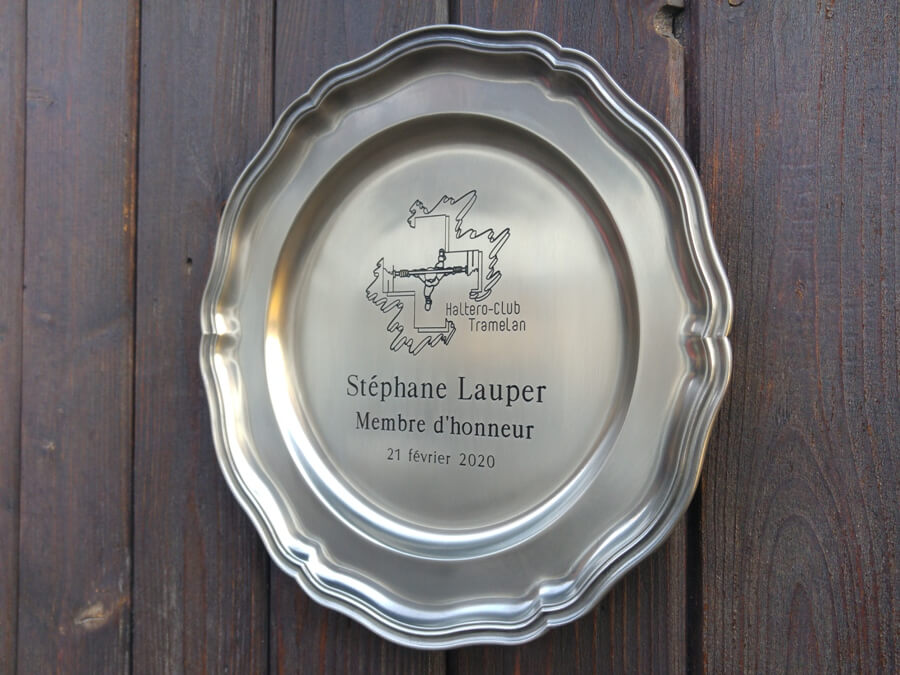 Haltero-Club
Tramelan
Stéphane Lauper
Membre d'honneur
21 février 2020